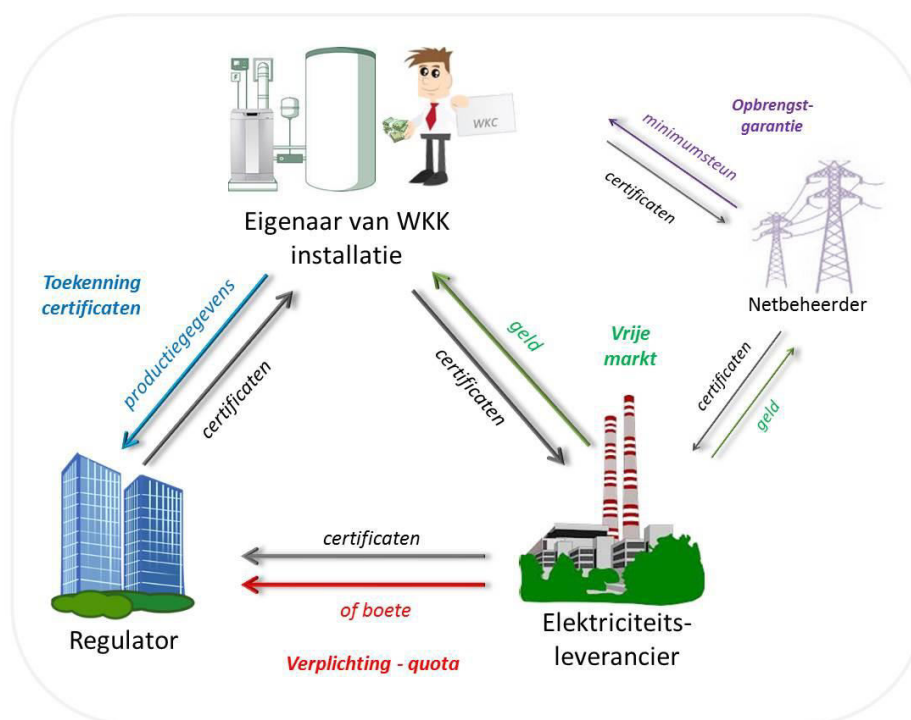 WKC
Eigenaar van WKK
installatie
Opbrengst-
garantie
minimumsteun
certificaten
Netbeheerder
Toekenning
certificaten
productiegegevens
certificaten
geld
certificaten
Vrije
markt
certificaten
geld
certificaten
of boete
Regulator
Elektriciteits-
leverancier
Verplichting - quota